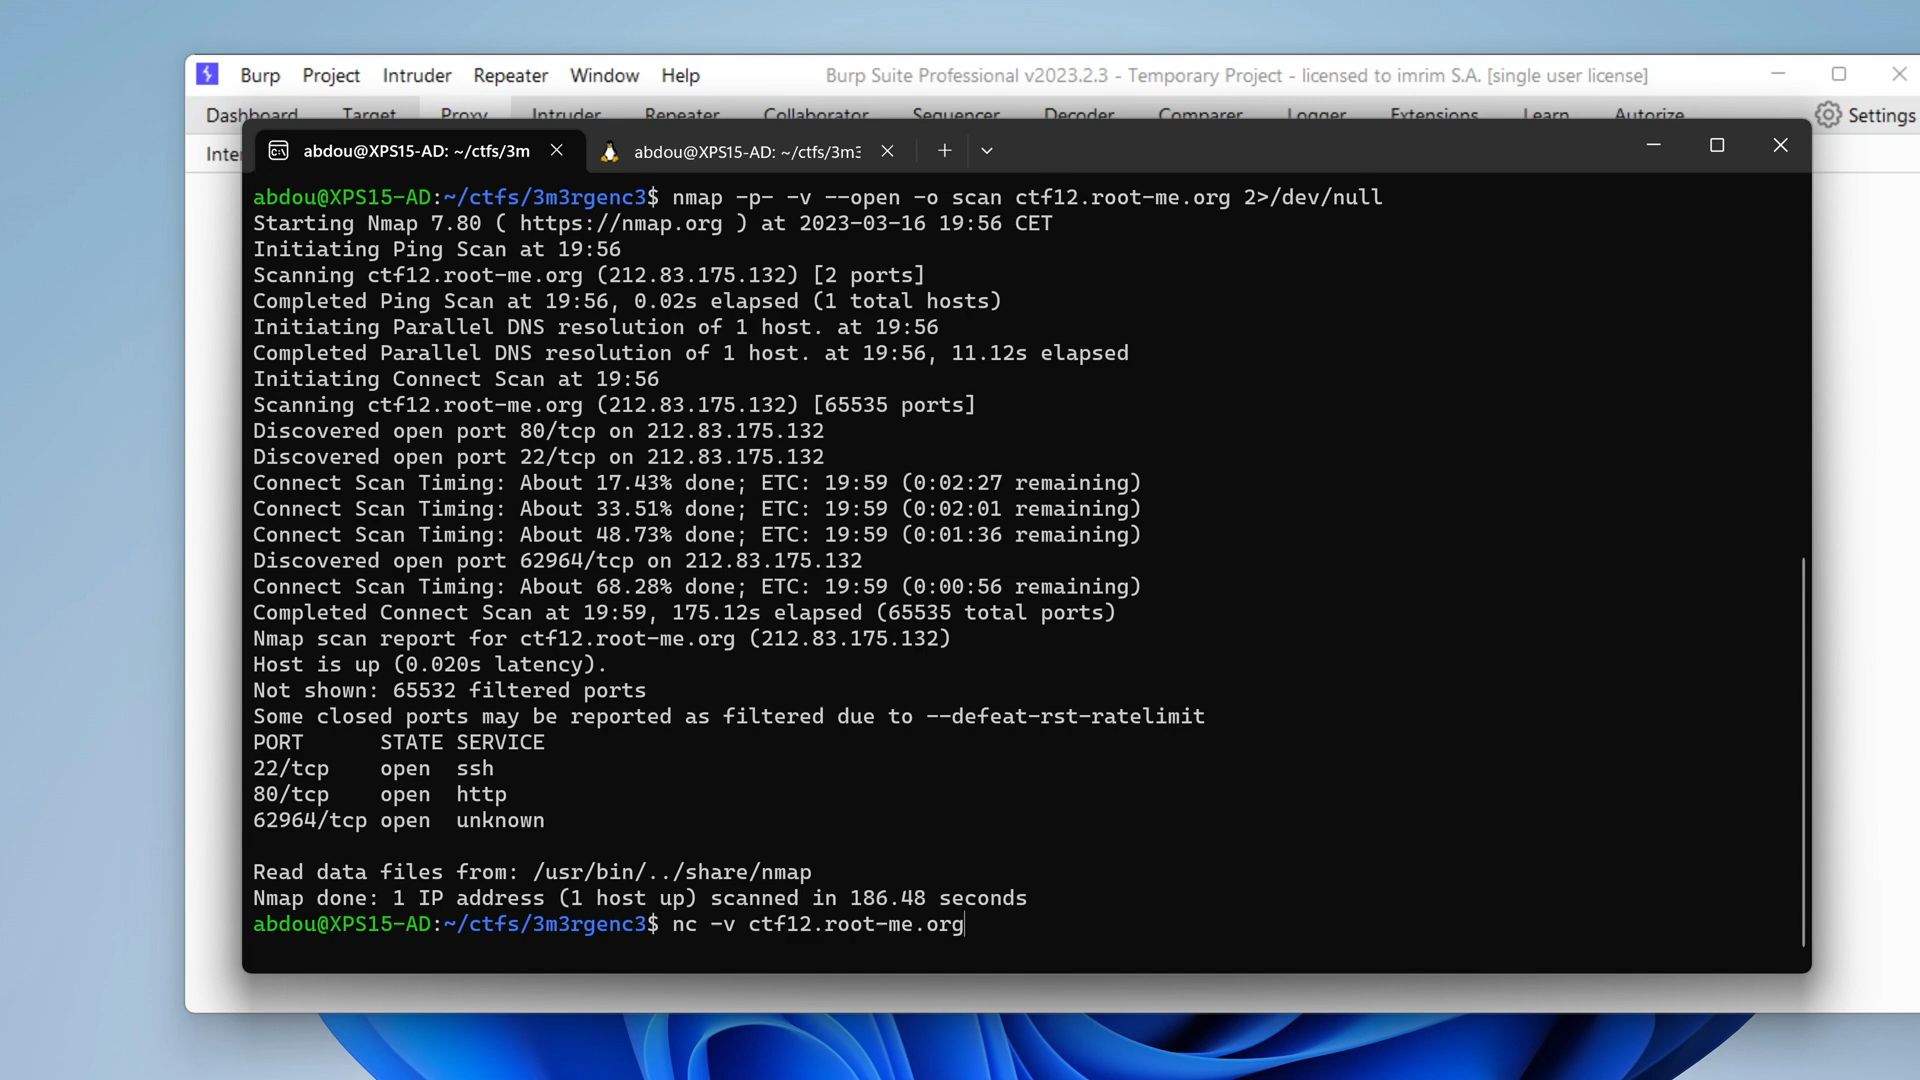 Burp Project Intruder Repeater Window Help Burp Suite Professional v2023.2.3 - Temporary Project - licensed to imrim S.A. [single user license]
Dashboard Target Proxy Intruder Repeater Collaborator Sequencer Decoder Comparer Logger Extensions Learn Autorize Settings
Inter
abdou@XPS15-AD: ~/ctfs/3m abdou@XPS15-AD: ~/ctfs/3m3
abdou@XPS15-AD:~/ctfs/3m3rgenc3$ nmap -p- -v --open -o scan ctf12.root-me.org 2>/dev/null
Starting Nmap 7.80 ( https://nmap.org ) at 2023-03-16 19:56 CET
Initiating Ping Scan at 19:56
Scanning ctf12.root-me.org (212.83.175.132) [2 ports]
Completed Ping Scan at 19:56, 0.02s elapsed (1 total hosts)
Initiating Parallel DNS resolution of 1 host. at 19:56
Completed Parallel DNS resolution of 1 host. at 19:56, 11.12s elapsed
Initiating Connect Scan at 19:56
Scanning ctf12.root-me.org (212.83.175.132) [65535 ports]
Discovered open port 80/tcp on 212.83.175.132
Discovered open port 22/tcp on 212.83.175.132
Connect Scan Timing: About 17.43% done; ETC: 19:59 (0:02:27 remaining)
Connect Scan Timing: About 33.51% done; ETC: 19:59 (0:02:01 remaining)
Connect Scan Timing: About 48.73% done; ETC: 19:59 (0:01:36 remaining)
Discovered open port 62964/tcp on 212.83.175.132
Connect Scan Timing: About 68.28% done; ETC: 19:59 (0:00:56 remaining)
Completed Connect Scan at 19:59, 175.12s elapsed (65535 total ports)
Nmap scan report for ctf12.root-me.org (212.83.175.132)
Host is up (0.020s latency).
Not shown: 65532 filtered ports
Some closed ports may be reported as filtered due to --defeat-rst-ratelimit
PORT STATE SERVICE
22/tcp open ssh
80/tcp open http
62964/tcp open unknown
Read data files from: /usr/bin/../share/nmap
Nmap done: 1 IP address (1 host up) scanned in 186.48 seconds
abdou@XPS15-AD:~/ctfs/3m3rgenc3$ nc -v ctf12.root-me.org